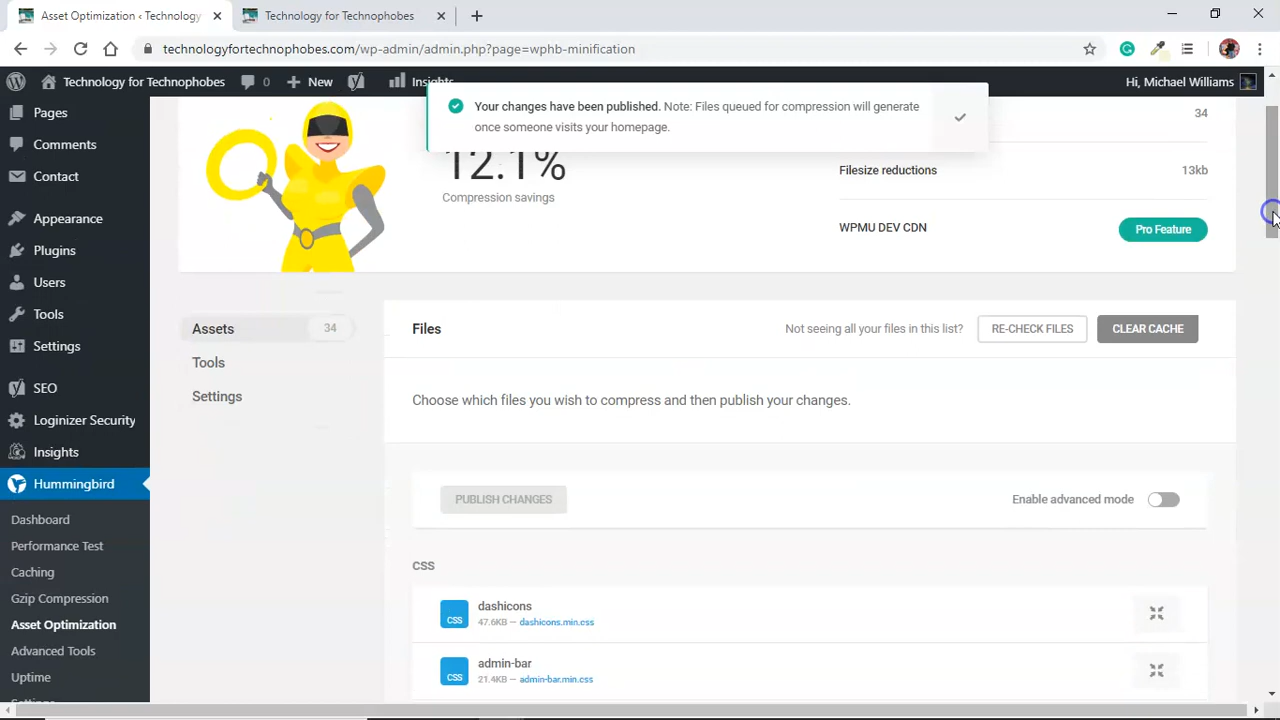 Asset Optimization ‹ Technology
Technology for Technophobes
technologyfortechnophobes.com/wp-admin/admin.php?page=wphb-minification
Technology for Technophobes
0
New
Insights
Hi, Michael Williams
Your changes have been published. Note: Files queued for compression will generate
once someone visits your homepage.
Pages
Comments
Contact
Appearance
Plugins
Users
Tools
Settings
SEO
Loginizer Security
Insights
Hummingbird
Dashboard
Performance Test
Caching
Gzip Compression
Asset Optimization
Advanced Tools
Uptime
12.1%
Compression savings
34
Filesize reductions
13kb
WPMU DEV CDN
Pro Feature
Assets
34
Tools
Settings
Files
Not seeing all your files in this list?
RE-CHECK FILES
CLEAR CACHE
Choose which files you wish to compress and then publish your changes.
PUBLISH CHANGES
Enable advanced mode
CSS
CSS
dashicons
47.6KB — dashicons.min.css
CSS
admin-bar
21.4KB — admin-bar.min.css